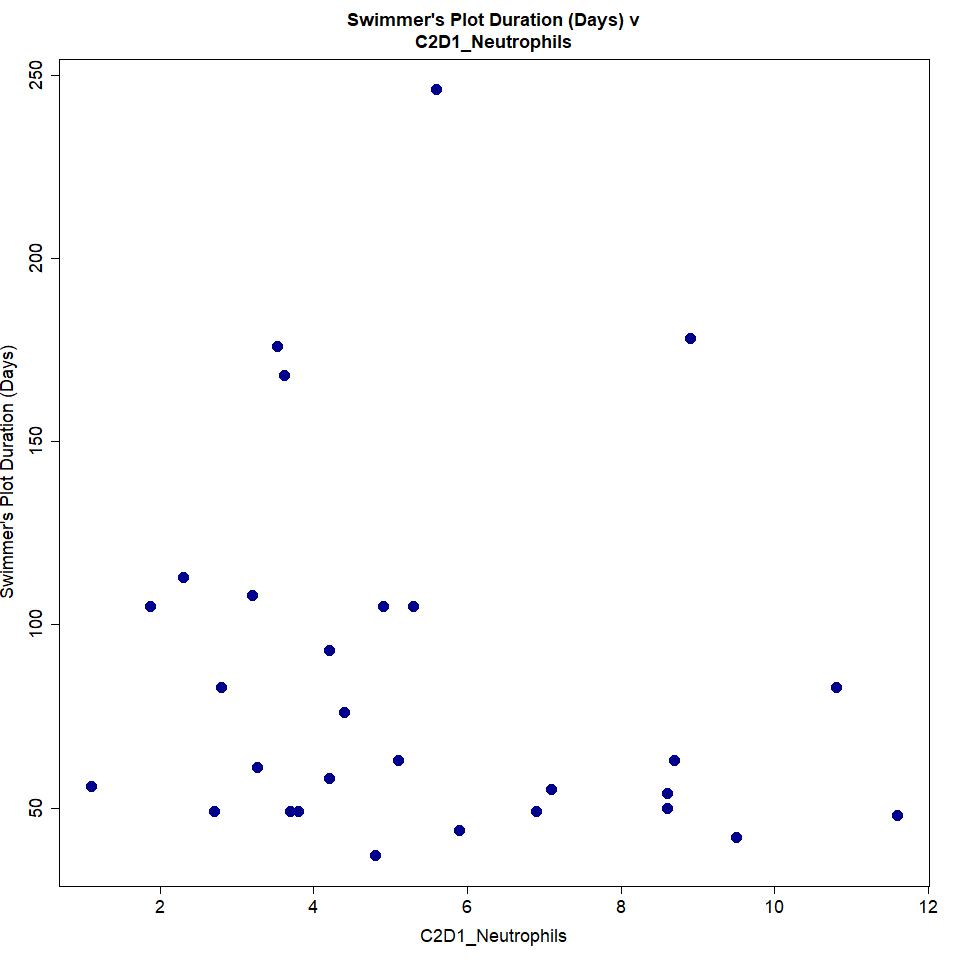 Swimmer's Plot Duration (Days) v
C2D1_Neutrophils
Swimmer's Plot Duration (Days)
250
200
150
100
50
2 4 6 8 10 12
C2D1_Neutrophils